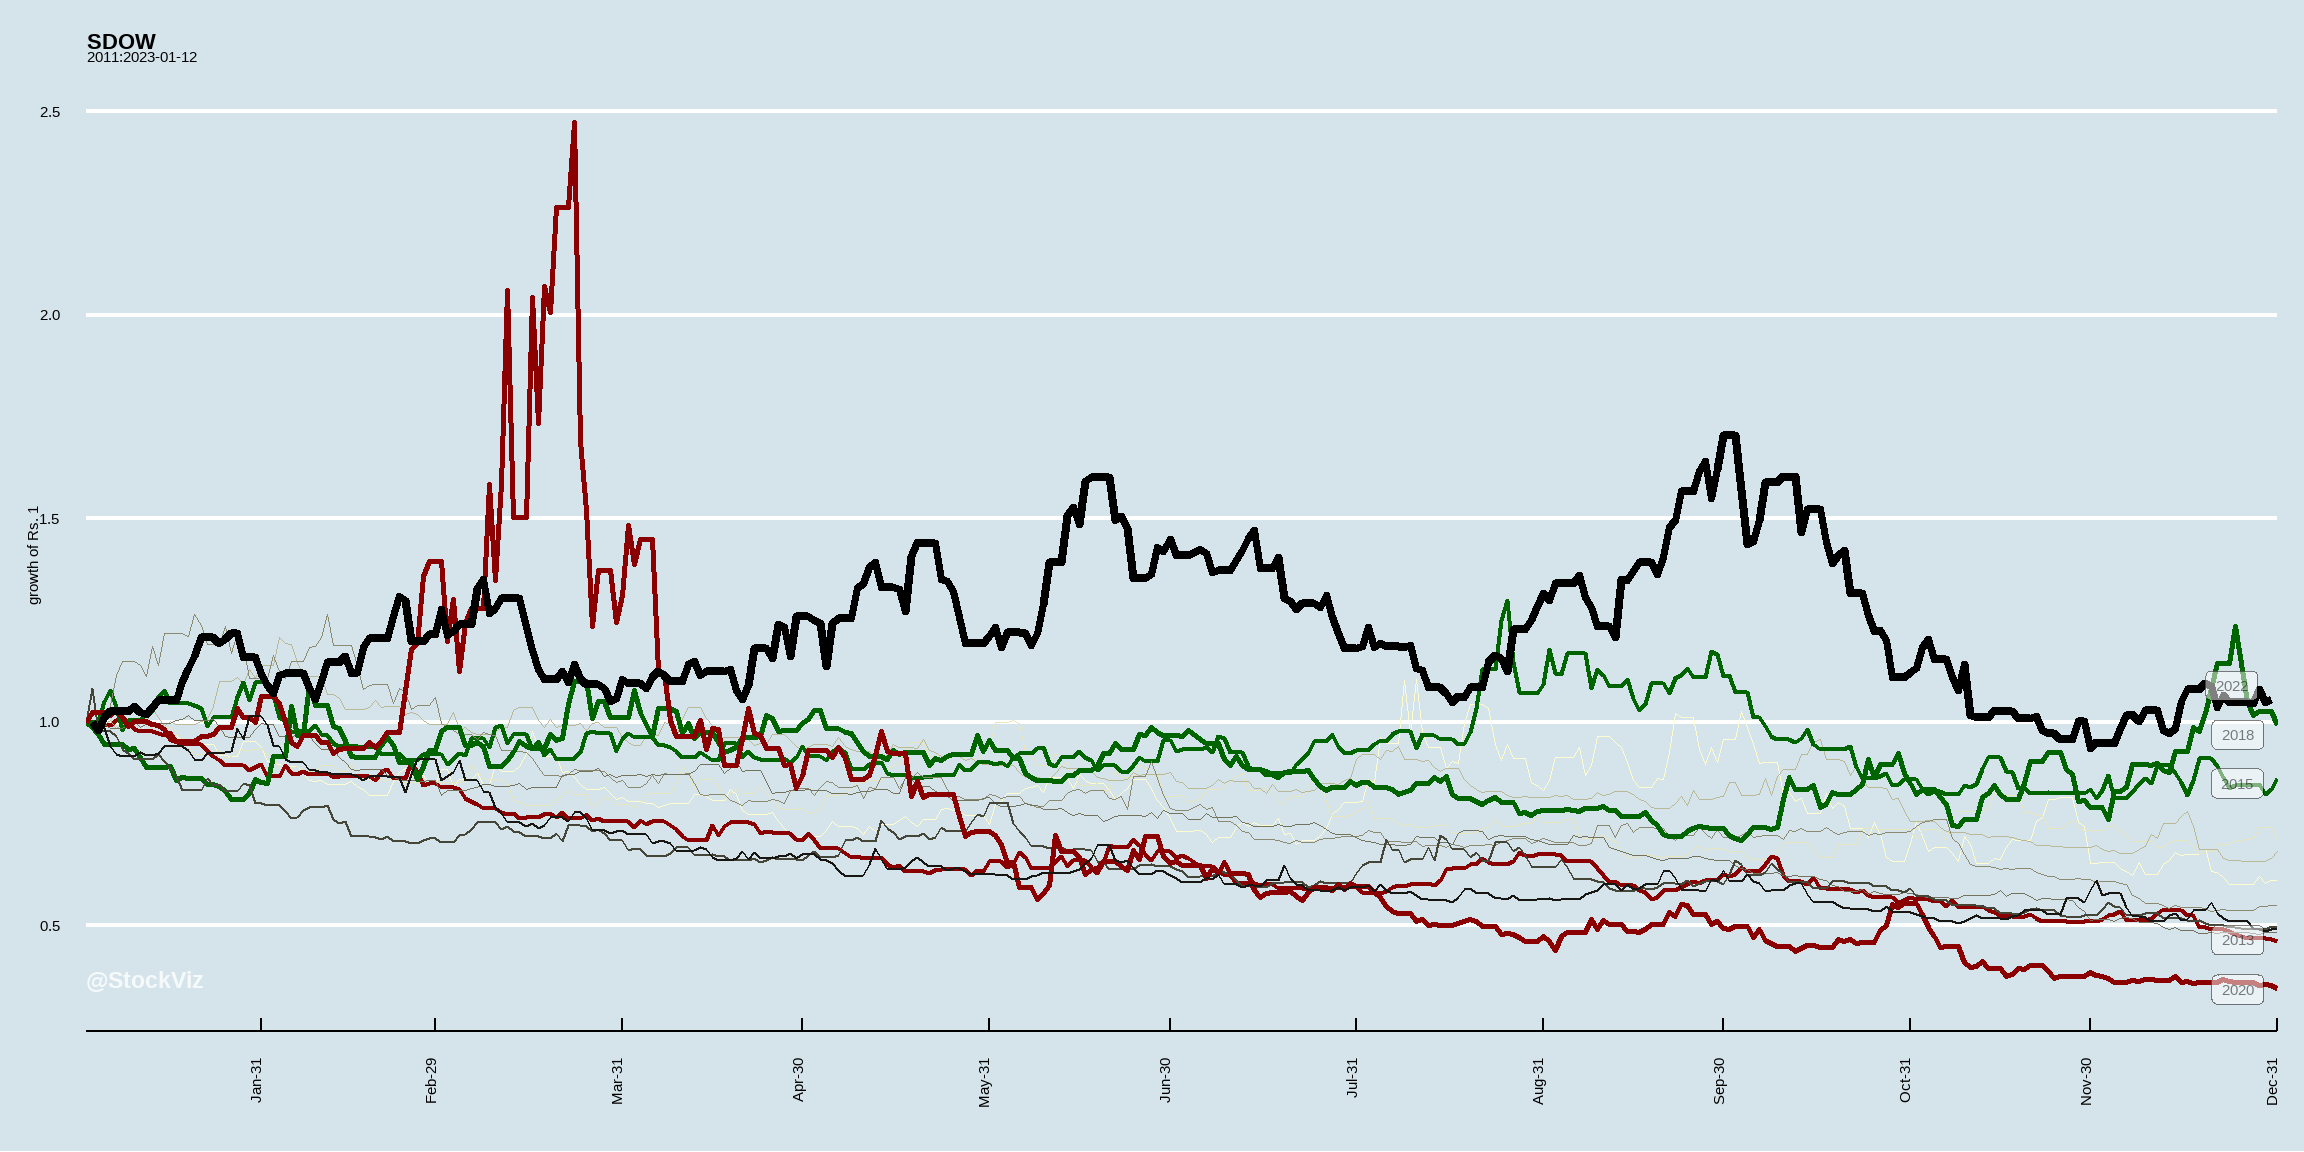 SDOW
2011:2023-01-12
2.5
2.0
1.5
1.0
0.5
growth of Rs. 1
2022
2018
2015
2013
2020
@StockViz
Jan-31
Feb-29
Mar-31
Apr-30
May-31
Jun-30
Jul-31
Aug-31
Sep-30
Oct-31
Nov-30
Dec-31